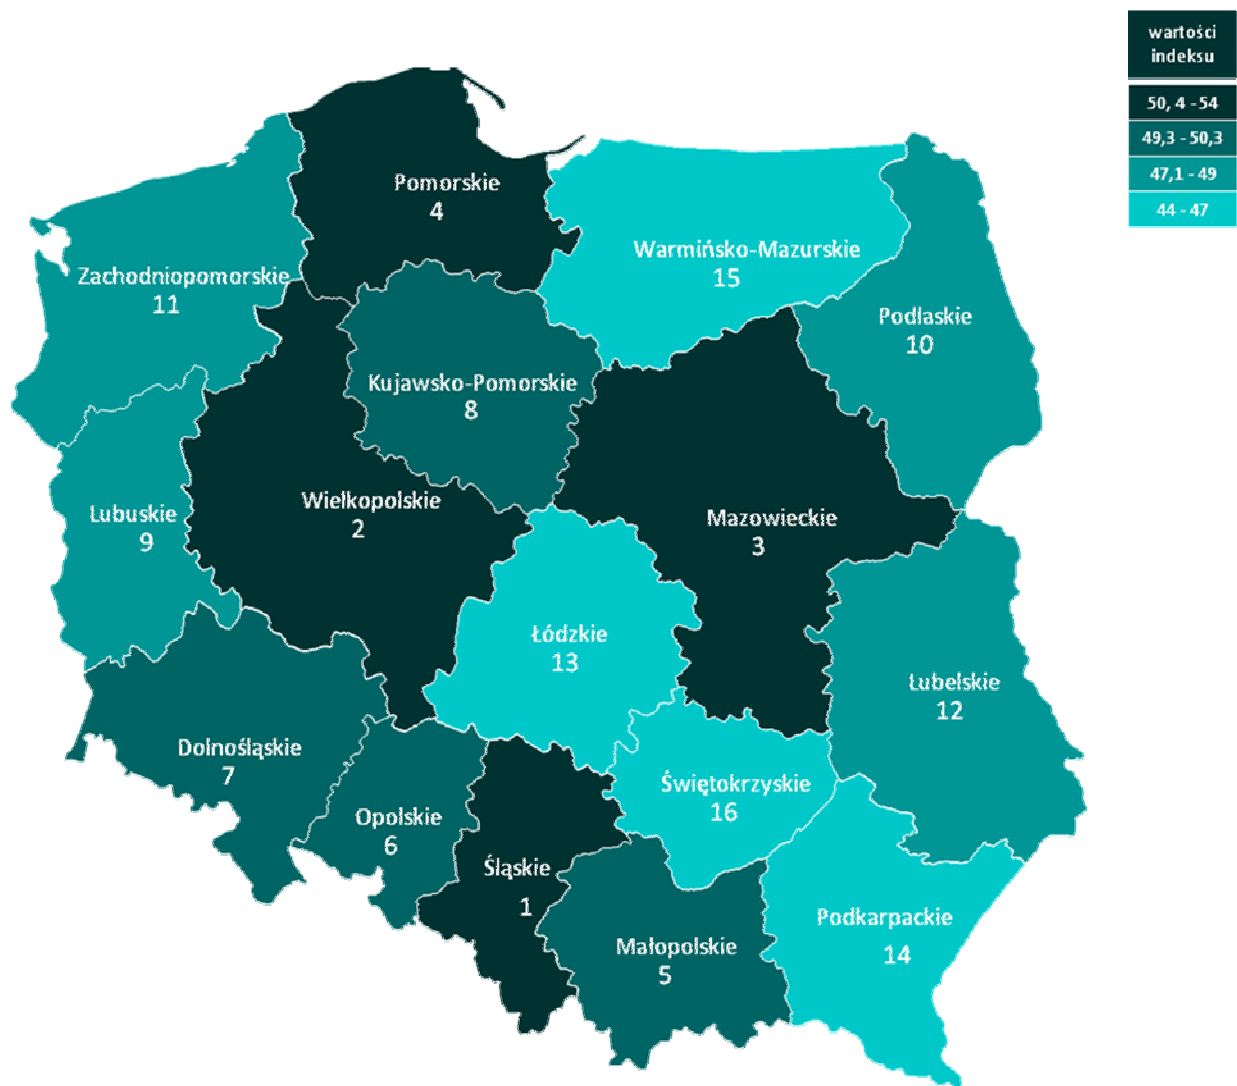 wartości
indeksu
50, 4 - 54
49,3 - 50,3
47,1 - 49
44 - 47
Pomorskie
4
Warmińsko-Mazurskie
15
Zachodniopomorskie
11
Podlaskie
10
Kujawsko-Pomorskie
8
Lubuskie
9
Wielkopolskie
2
Mazowieckie
3
Łódzkie
13
Lubelskie
12
Dolnośląskie
7
Świętokrzyskie
16
Opolskie
6
Śląskie
1
Podkarpackie
14
Małopolskie
5